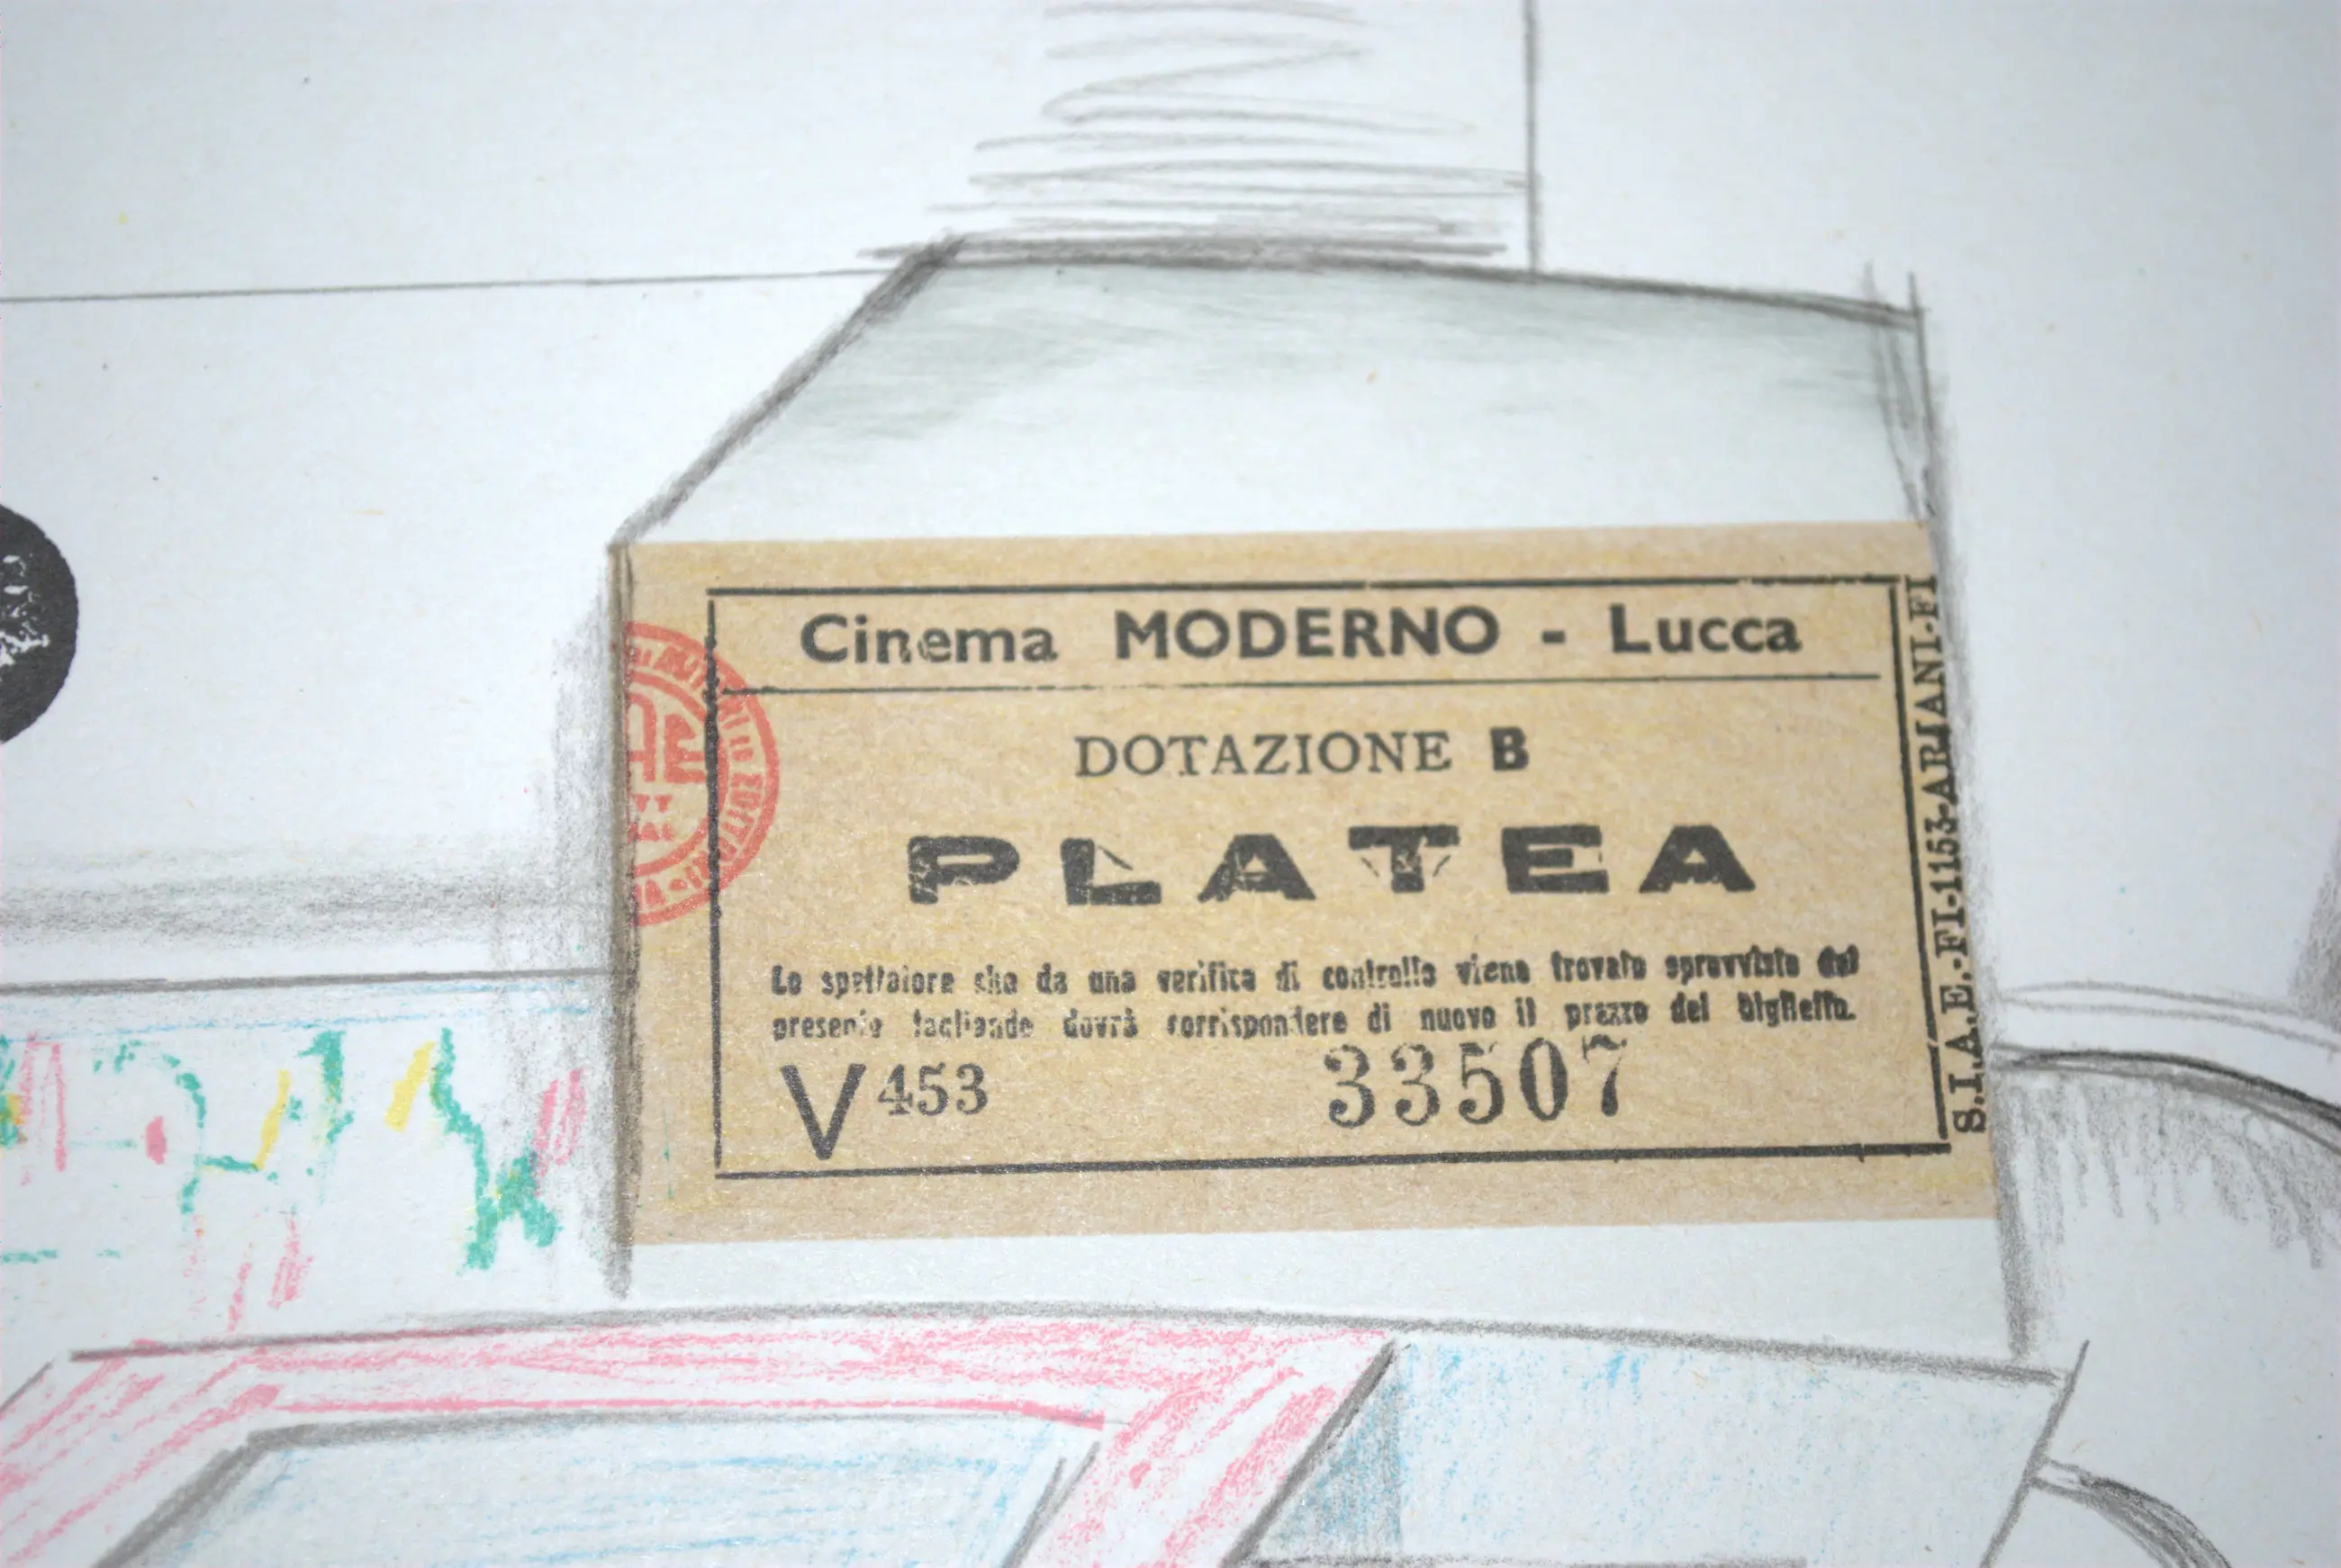 Cinema MODERNO - Lucca
DOTAZIONE B
PLATEA
Lo spettatore che da una verifica di controllo viene trovato sprovvisto del
presente tagliando dovrà corrispondere di nuovo il prezzo del biglietto.
V 453 33507
S.I.A.E.-FI-1153-ARIANI-FI